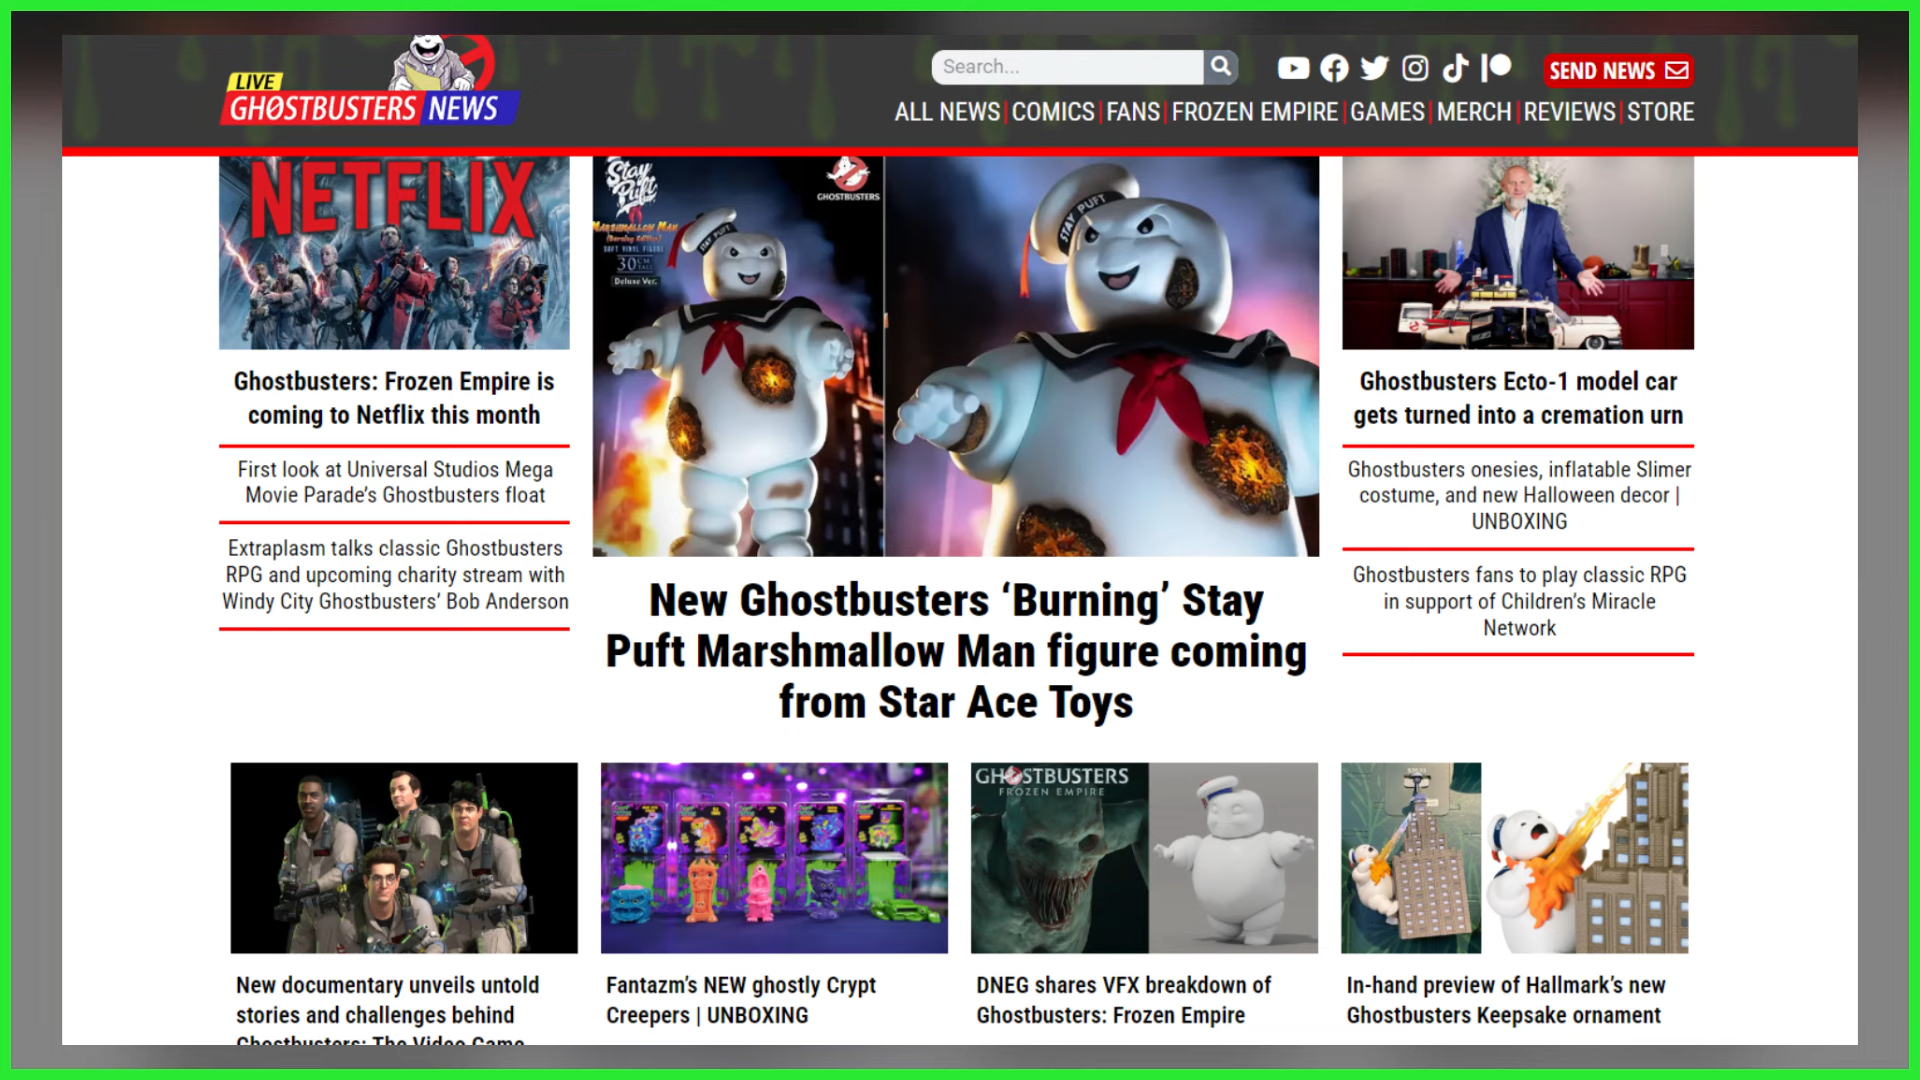 LIVE
GHOSTBUSTERS NEWS
Search...
SEND NEWS
ALL NEWS | COMICS | FANS | FROZEN EMPIRE | GAMES | MERCH | REVIEWS | STORE
NETFLIX
Ghostbusters: Frozen Empire is
coming to Netflix this month
First look at Universal Studios Mega
Movie Parade's Ghostbusters float
Extraplasm talks classic Ghostbusters
RPG and upcoming charity stream with
Windy City Ghostbusters' Bob Anderson
Stay
Puft
Marshmallow Man
(Burning Edition)
SOFT VINYL FIGURE
30CM
TALL
Deluxe Ver.
GHOSTBUSTERS
STAY PUFT
STAY PUFT
New Ghostbusters ‘Burning’ Stay
Puft Marshmallow Man figure coming
from Star Ace Toys
Ghostbusters Ecto-1 model car
gets turned into a cremation urn
Ghostbusters onesies, inflatable Slimer
costume, and new Halloween decor |
UNBOXING
Ghostbusters fans to play classic RPG
in support of Children's Miracle
Network
New documentary unveils untold
stories and challenges behind
Ghostbusters: The Video Game
Fantazm's NEW ghostly Crypt
Creepers | UNBOXING
GHOSTBUSTERS
FROZEN EMPIRE
DNEG shares VFX breakdown of
Ghostbusters: Frozen Empire
In-hand preview of Hallmark's new
Ghostbusters Keepsake ornament